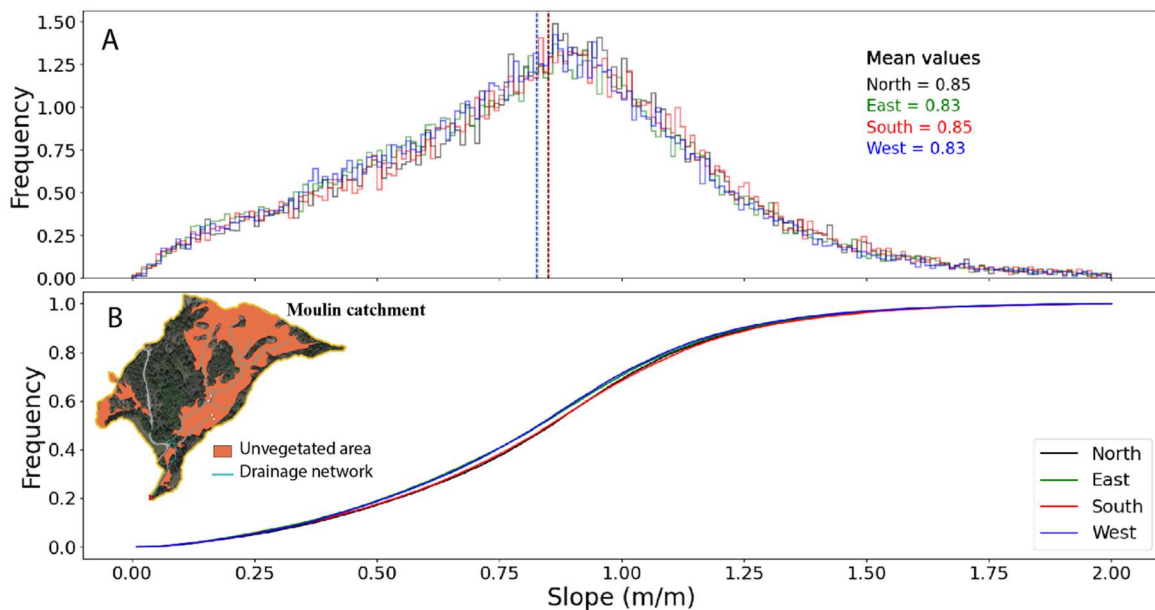 A
Frequency
1.50
1.25
1.00
0.75
0.50
0.25
0.00
Mean values
North = 0.85
East = 0.83
South = 0.85
West = 0.83
B
Frequency
1.0
0.8
0.6
0.4
0.2
0.0
Moulin catchment
Unvegetated area
Drainage network
North
East
South
West
0.00 0.25 0.50 0.75 1.00 1.25 1.50 1.75 2.00
Slope (m/m)